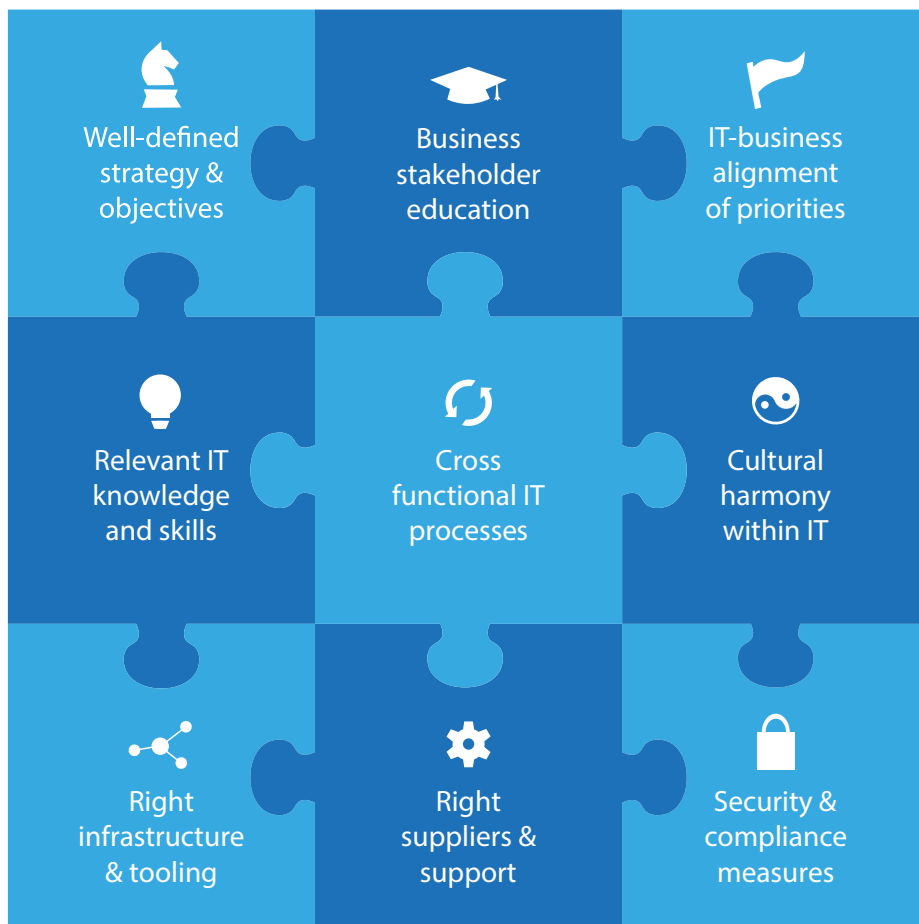 Well-defined
strategy &
objectives
Business
stakeholder
education
IT-business
alignment
of priorities
Relevant IT
knowledge
and skills
Cross
functional IT
processes
Cultural
harmony
within IT
Right
infrastructure
& tooling
Right
suppliers &
support
Security &
compliance
measures